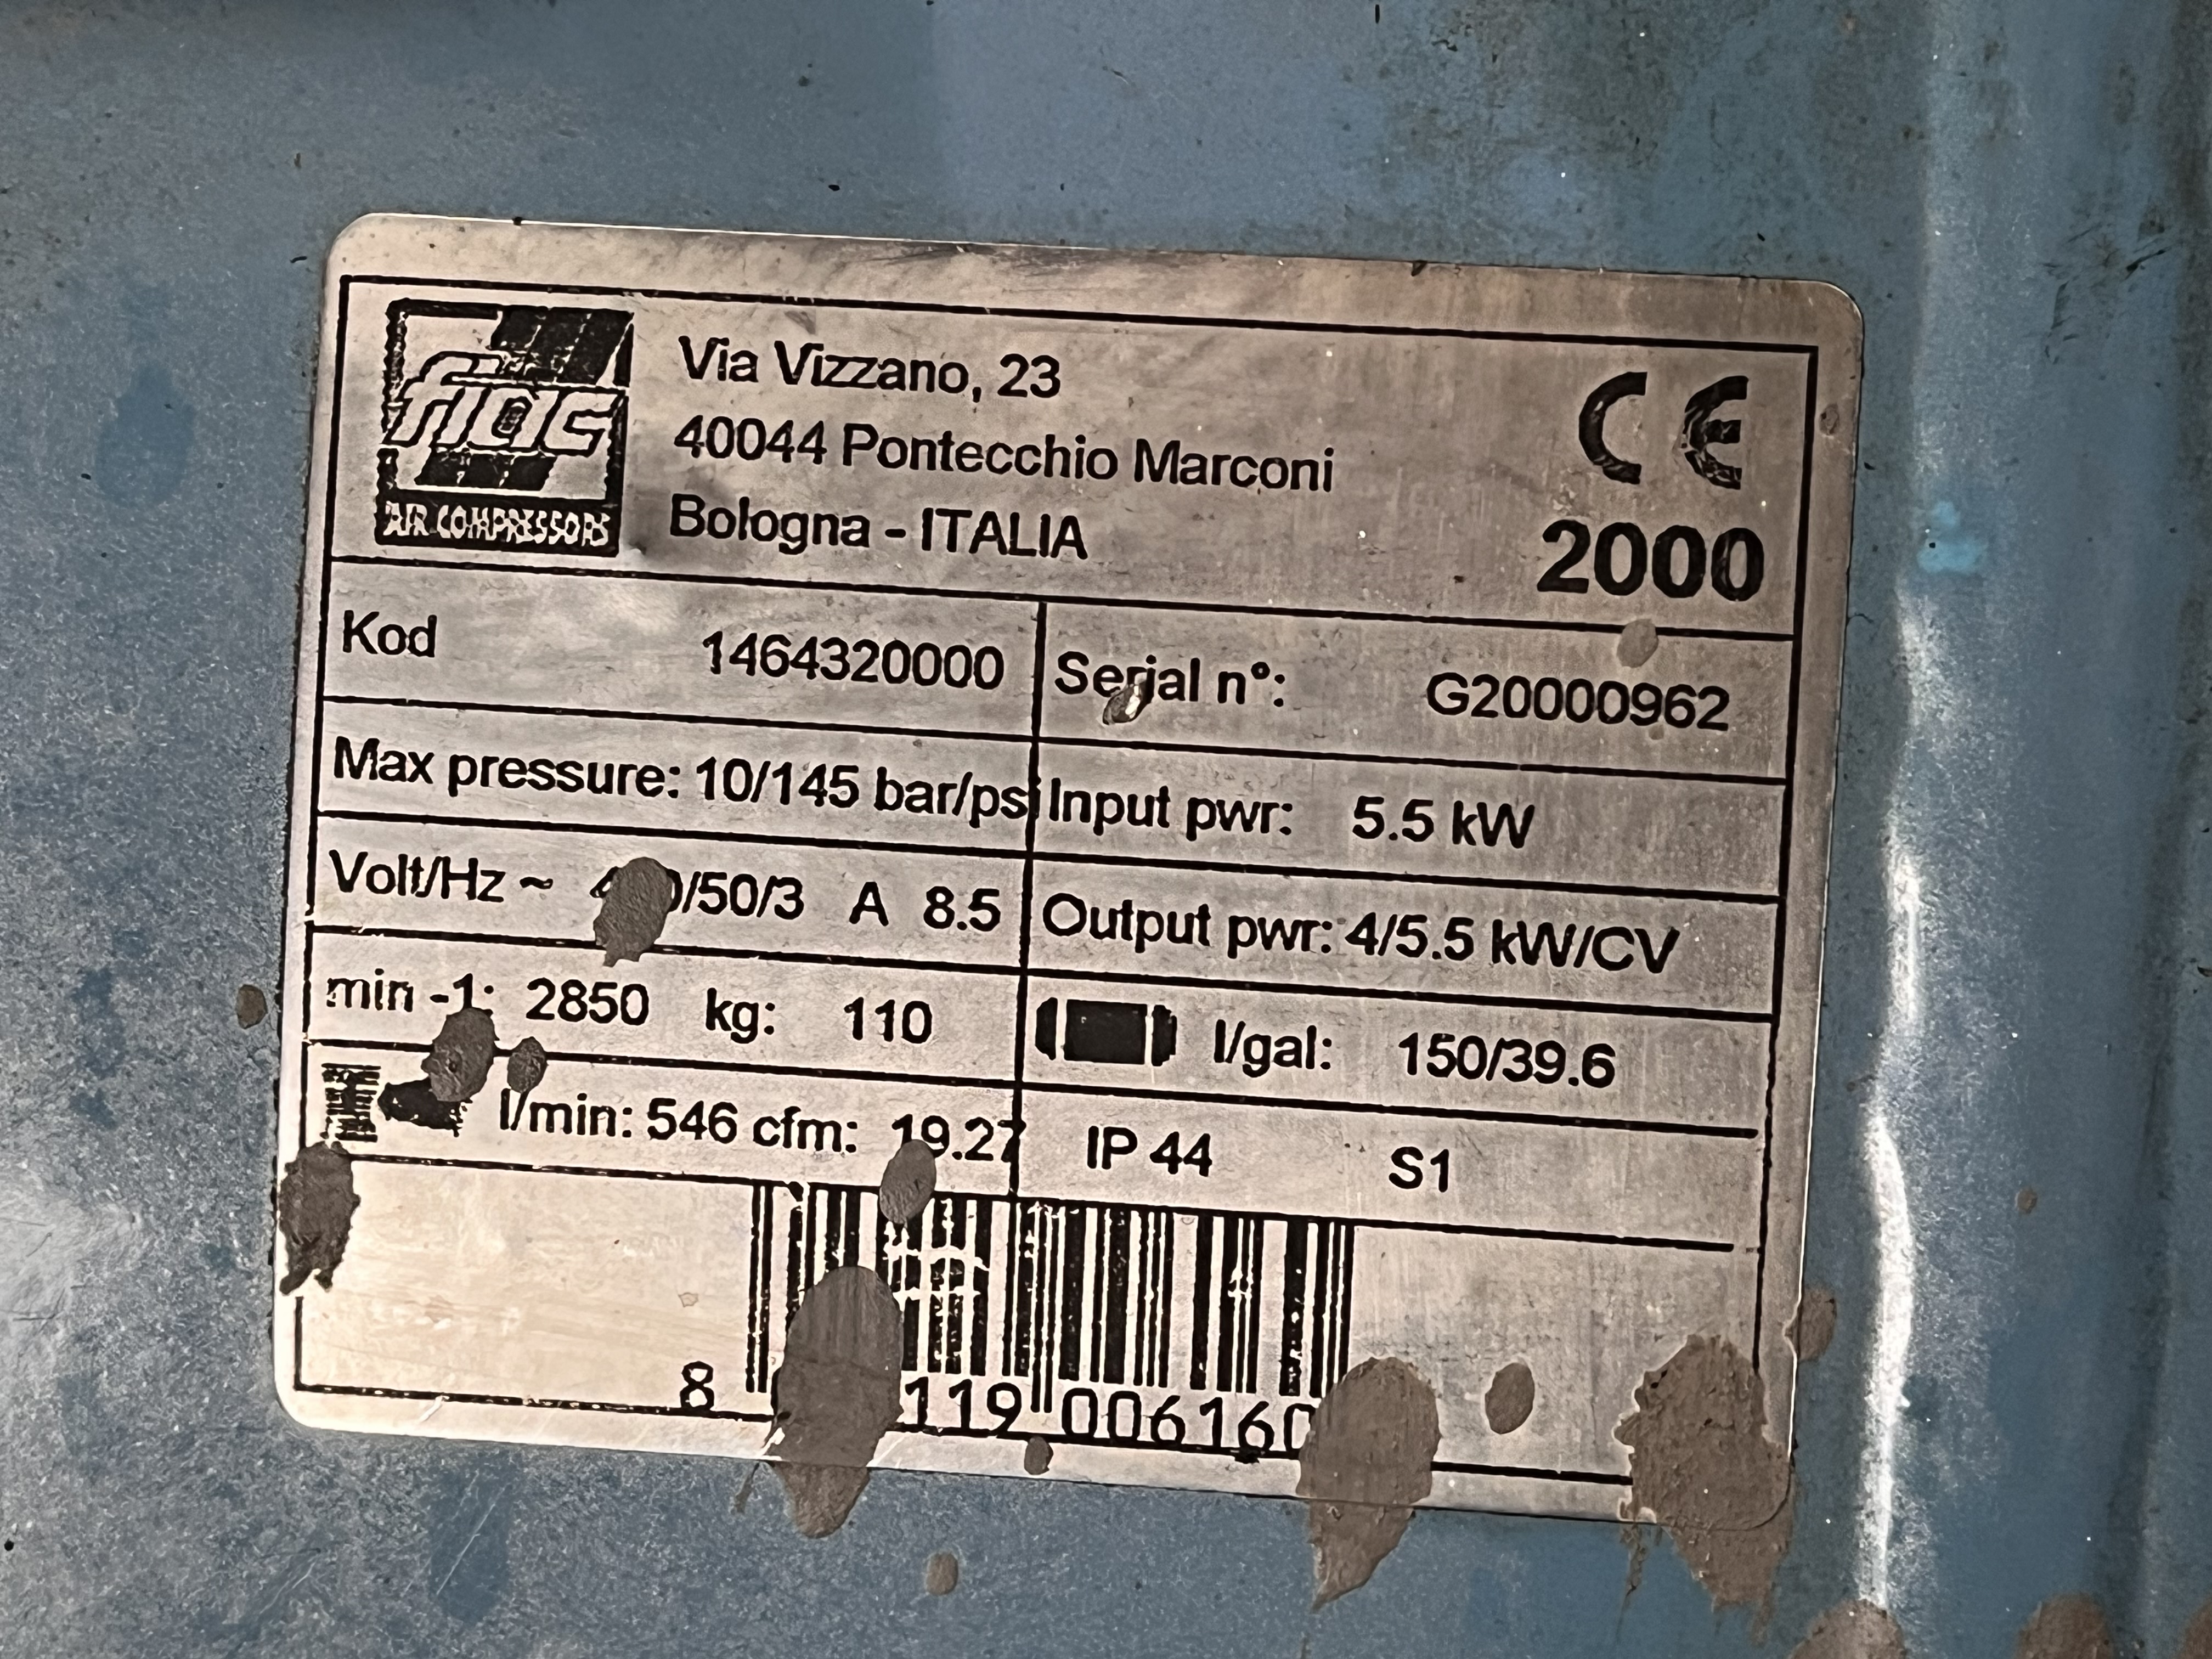 fiac
AIR COMPRESSORS
Via Vizzano, 23
40044 Pontecchio Marconi
Bologna - ITALIA
CE
2000
Kod 1464320000
Serial n°: G20000962
Max pressure: 10/145 bar/psi
Input pwr: 5.5 kW
Volt/Hz ~ /50/3 A 8.5
Output pwr: 4/5.5 kW/CV
min -1: 2850 kg: 110
l/gal: 150/39.6
l/min: 546 cfm: 19.27
IP 44 S1
8 119 006160